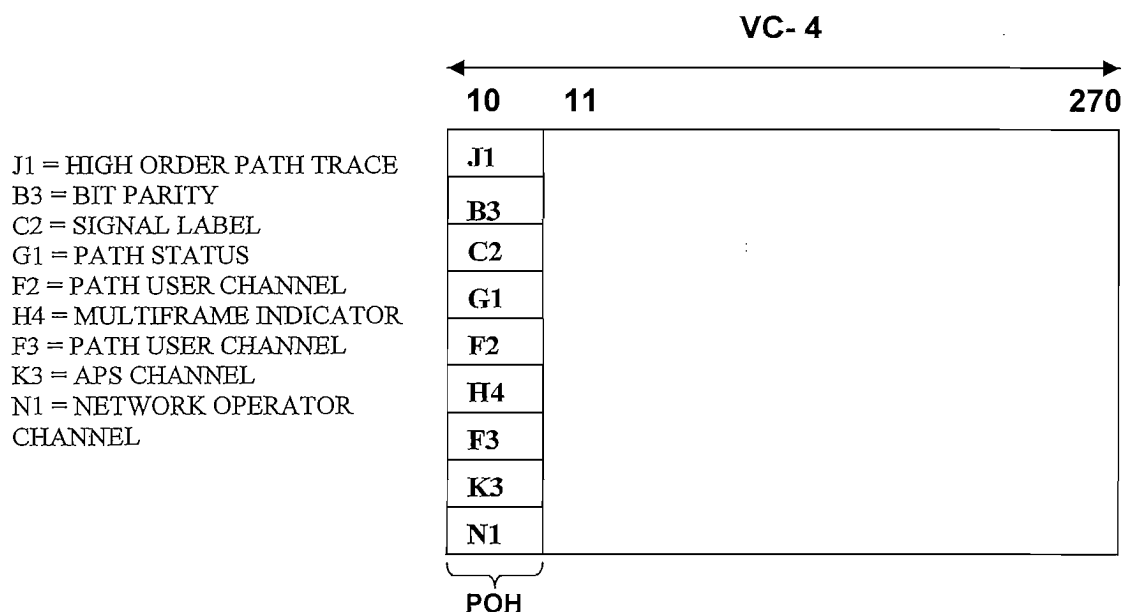 VC- 4
10 11 270
J1 = HIGH ORDER PATH TRACE
B3 = BIT PARITY
C2 = SIGNAL LABEL
G1 = PATH STATUS
F2 = PATH USER CHANNEL
H4 = MULTIFRAME INDICATOR
F3 = PATH USER CHANNEL
K3 = APS CHANNEL
N1 = NETWORK OPERATOR
CHANNEL
J1
B3
C2
G1
F2
H4
F3
K3
N1
POH